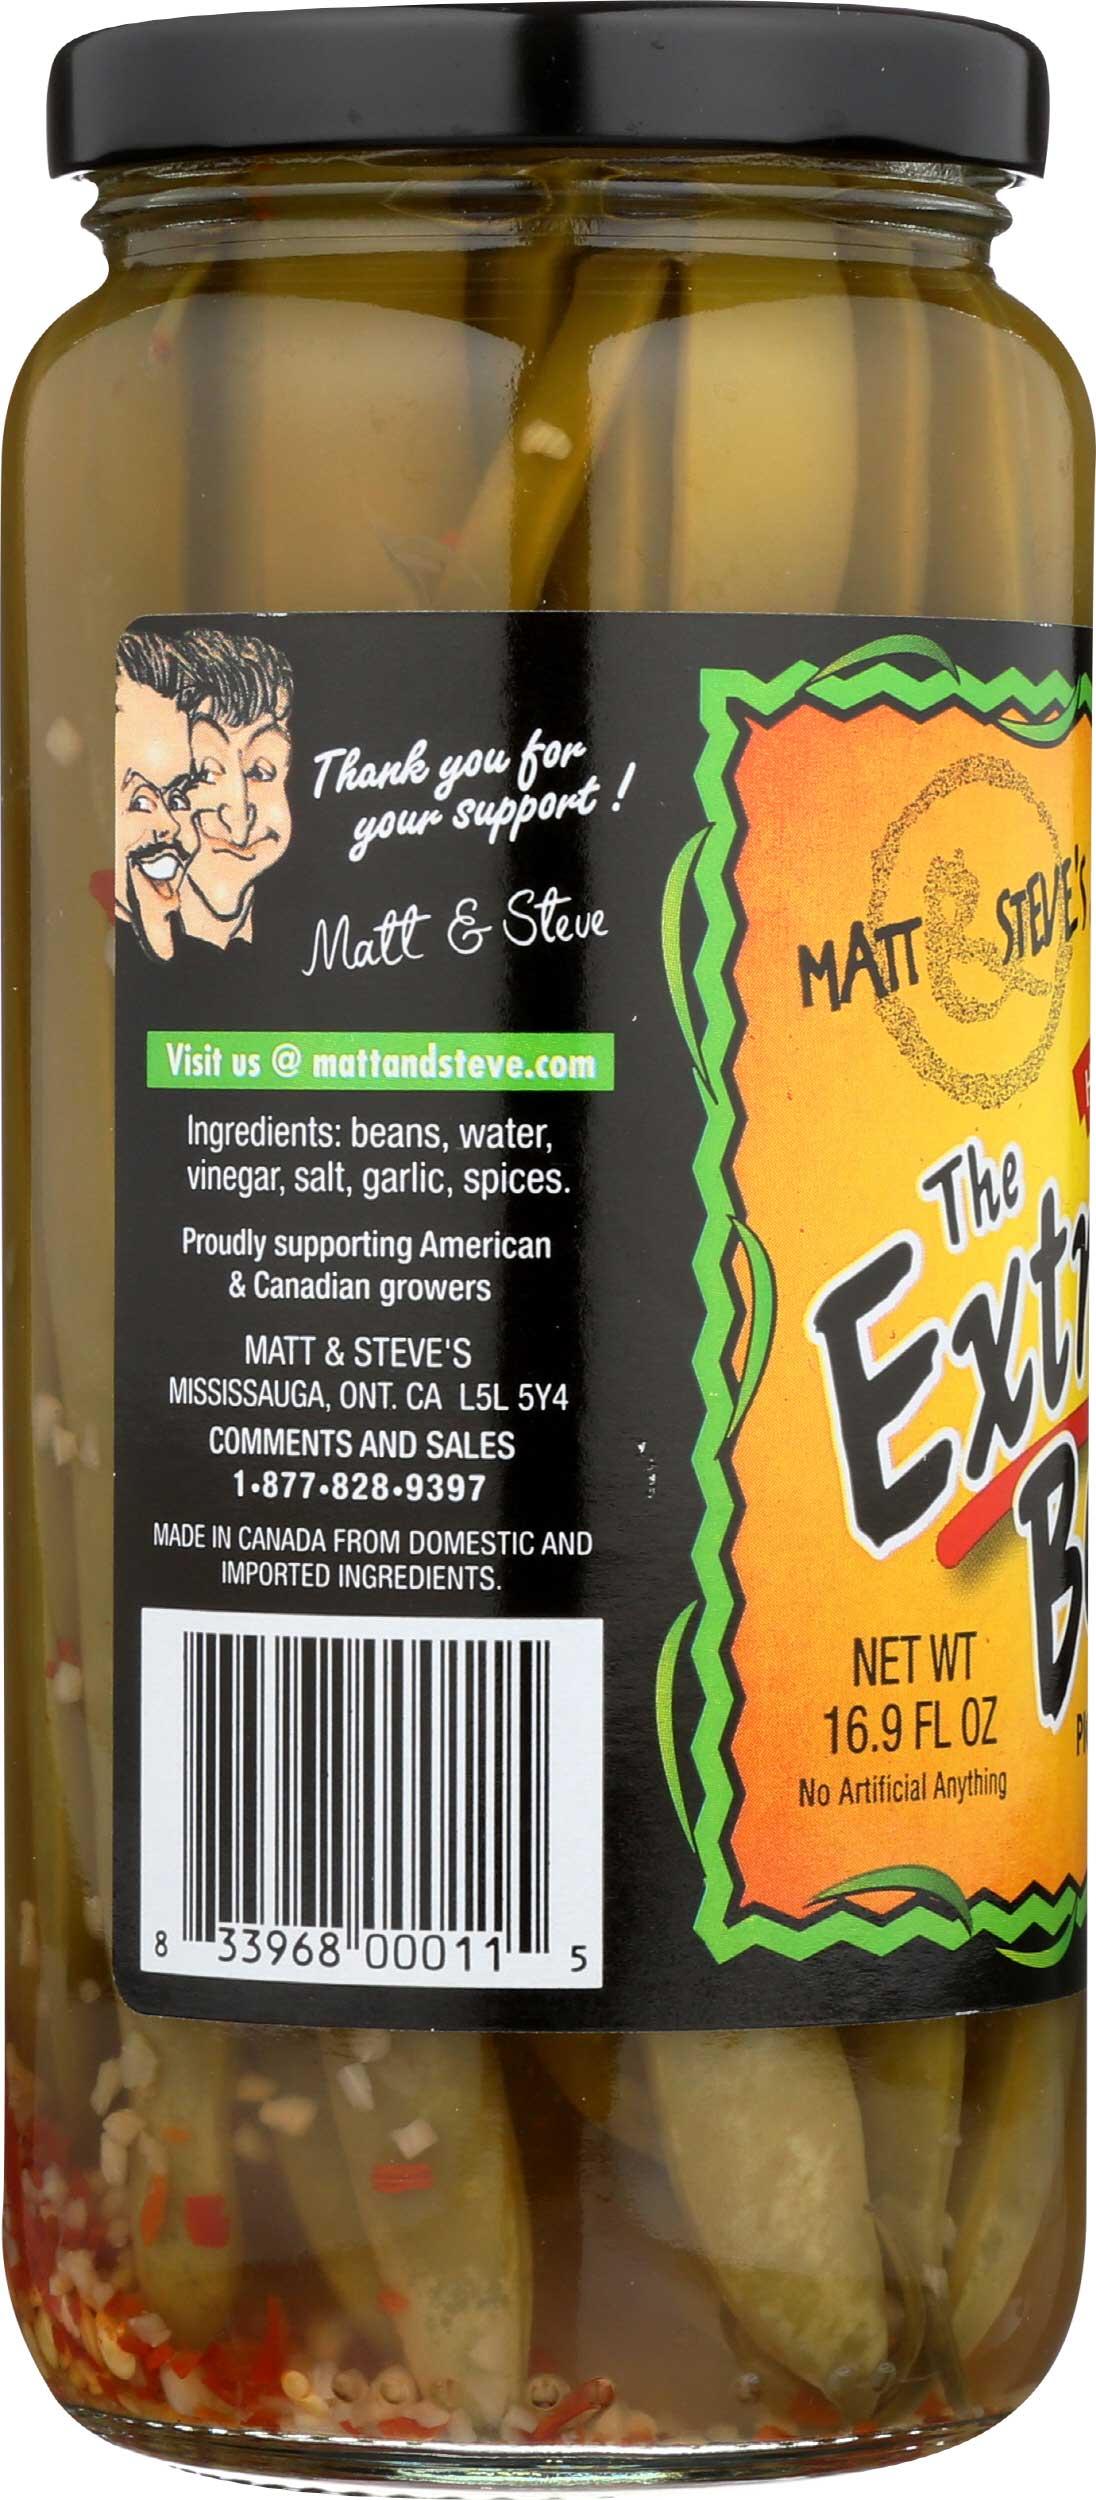 Thank you for
your support !
Matt & Steve
Visit us @ mattandsteve.com
Ingredients: beans, water,
vinegar, salt, garlic, spices.
Proudly supporting American
& Canadian growers
MATT & STEVE'S
MISSISSAUGA, ONT. CA L5L 5Y4
COMMENTS AND SALES
1•877•828•9397
MADE IN CANADA FROM DOMESTIC AND
IMPORTED INGREDIENTS.
8 33968 00011 5
MATT & STEVE'S
The
Extr
NET WT
16.9 FL OZ
No Artificial Anything